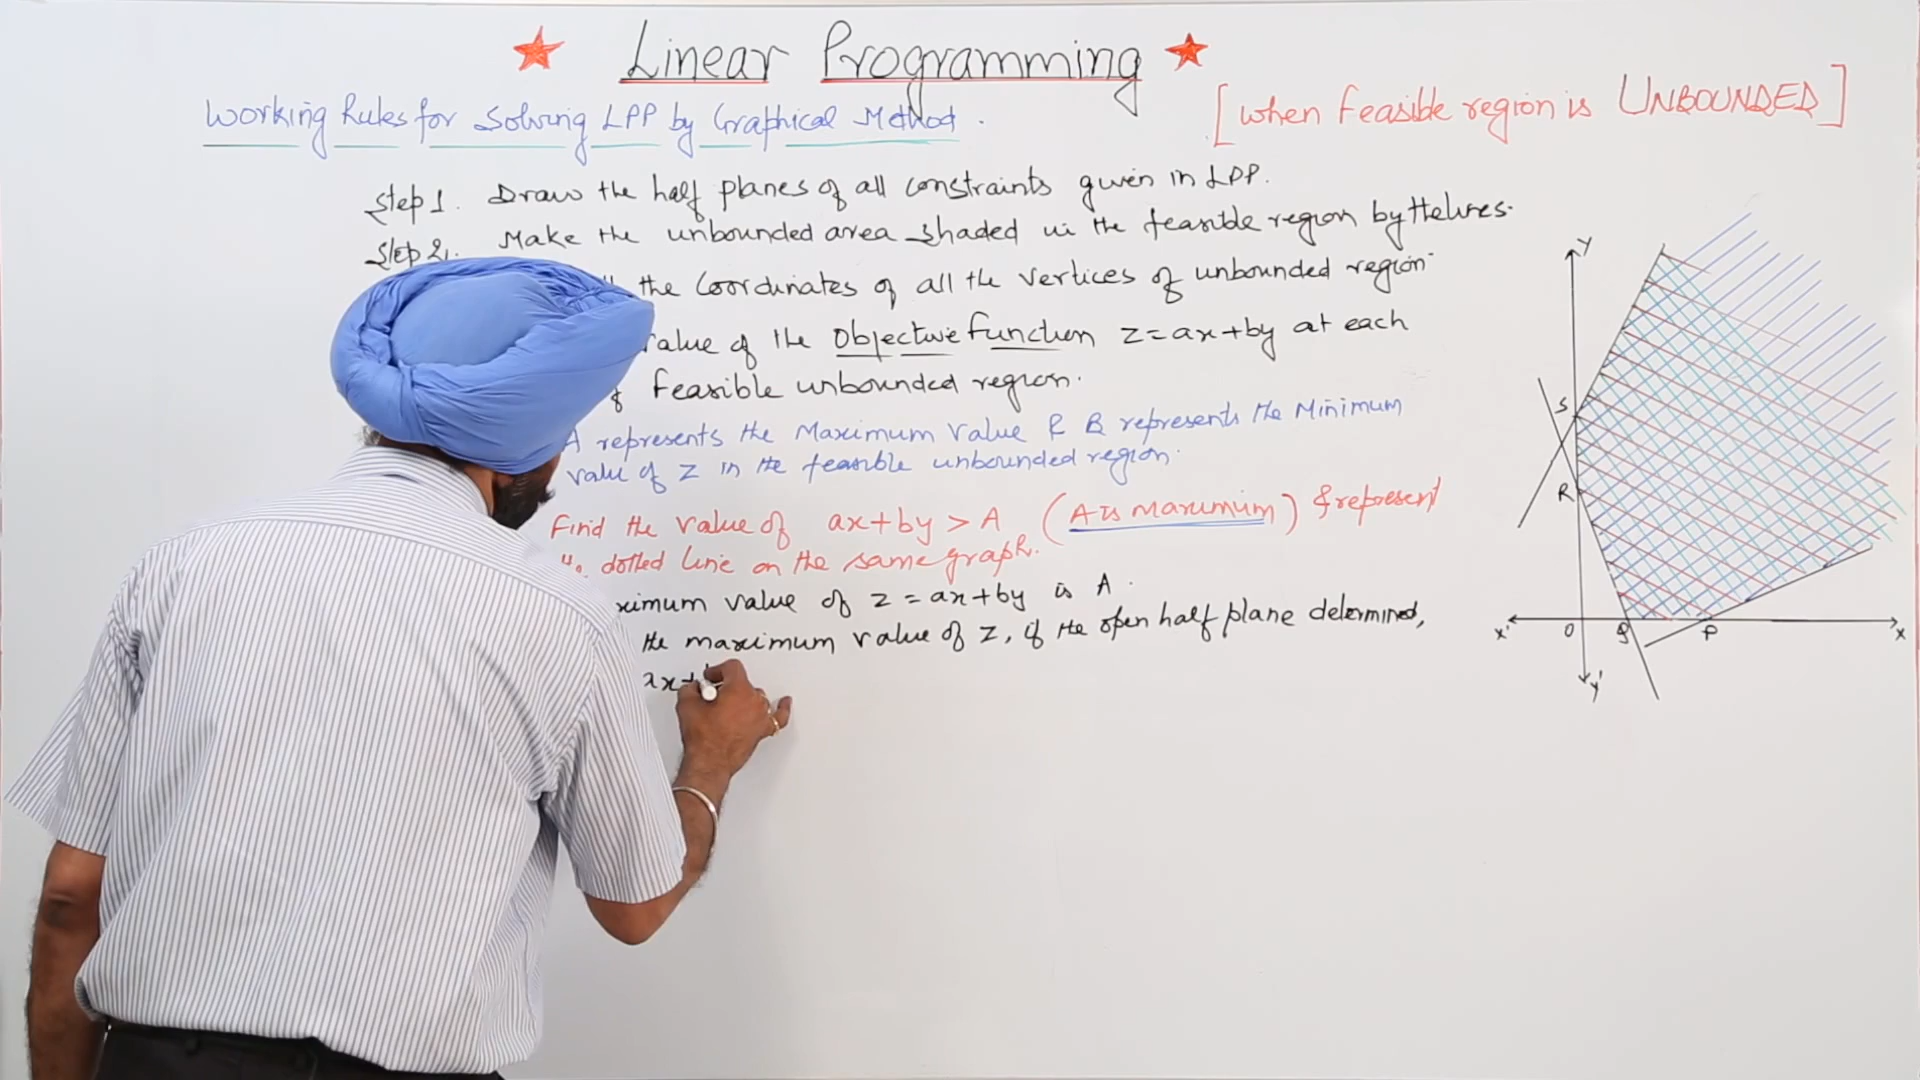 Linear Programming
Working Rules for Solving LPP by Graphical Method.
[when Feasible region is UNBOUNDED]
Step 1. Draw the half planes of all constraints given in LPP.
Step 2. Make the unbounded area shaded in the feasible region by the lines.
the Coordinates of all the vertices of unbounded region.
value of the Objective Function z=ax+by at each
Feasible unbounded region.
A represents the Maximum Value & B represents the Minimum
value of z in the feasible unbounded region.
Find the value of ax+by > A (A is maximum) & represent
dotted line on the same graph.
ximum value of z = ax+by is A.
the maximum value of z, if the open half plane determined,
ax+b
Y
S
R
X' O Q P X
Y'